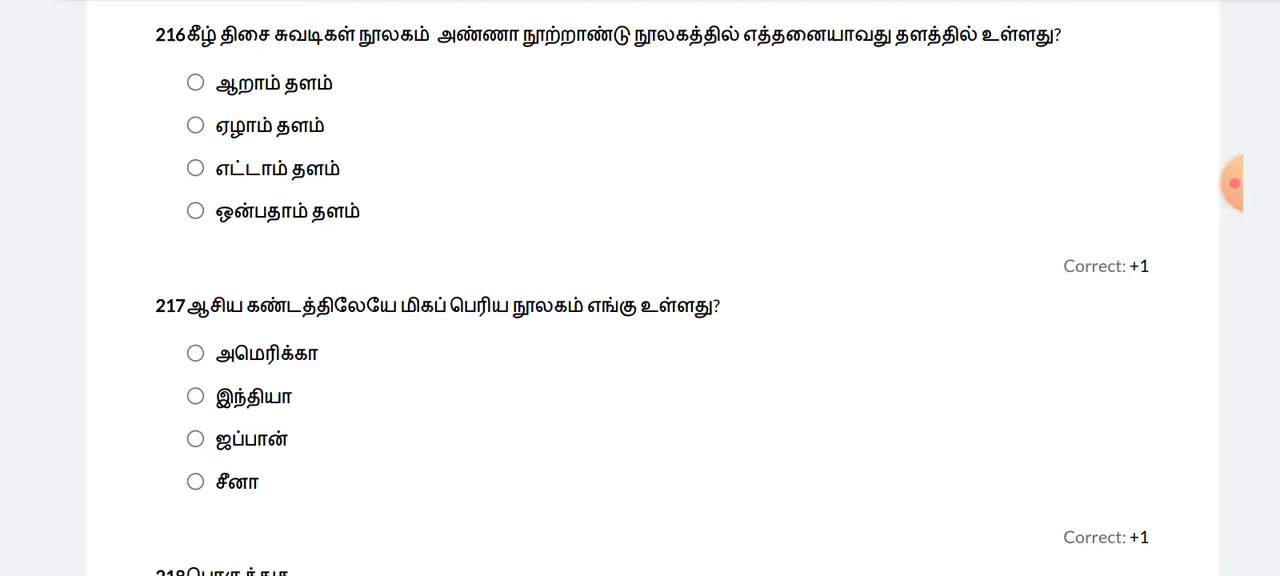 216கீழ் திசை சுவடிகள் நூலகம் அண்ணா நூற்றாண்டு நூலகத்தில் எத்தனையாவது தளத்தில் உள்ளது?
ஆறாம் தளம்
ஏழாம் தளம்
எட்டாம் தளம்
ஒன்பதாம் தளம்
Correct: +1
217ஆசிய கண்டத்திலேயே மிகப் பெரிய நூலகம் எங்கு உள்ளது?
அமெரிக்கா
இந்தியா
ஜப்பான்
சீனா
Correct: +1